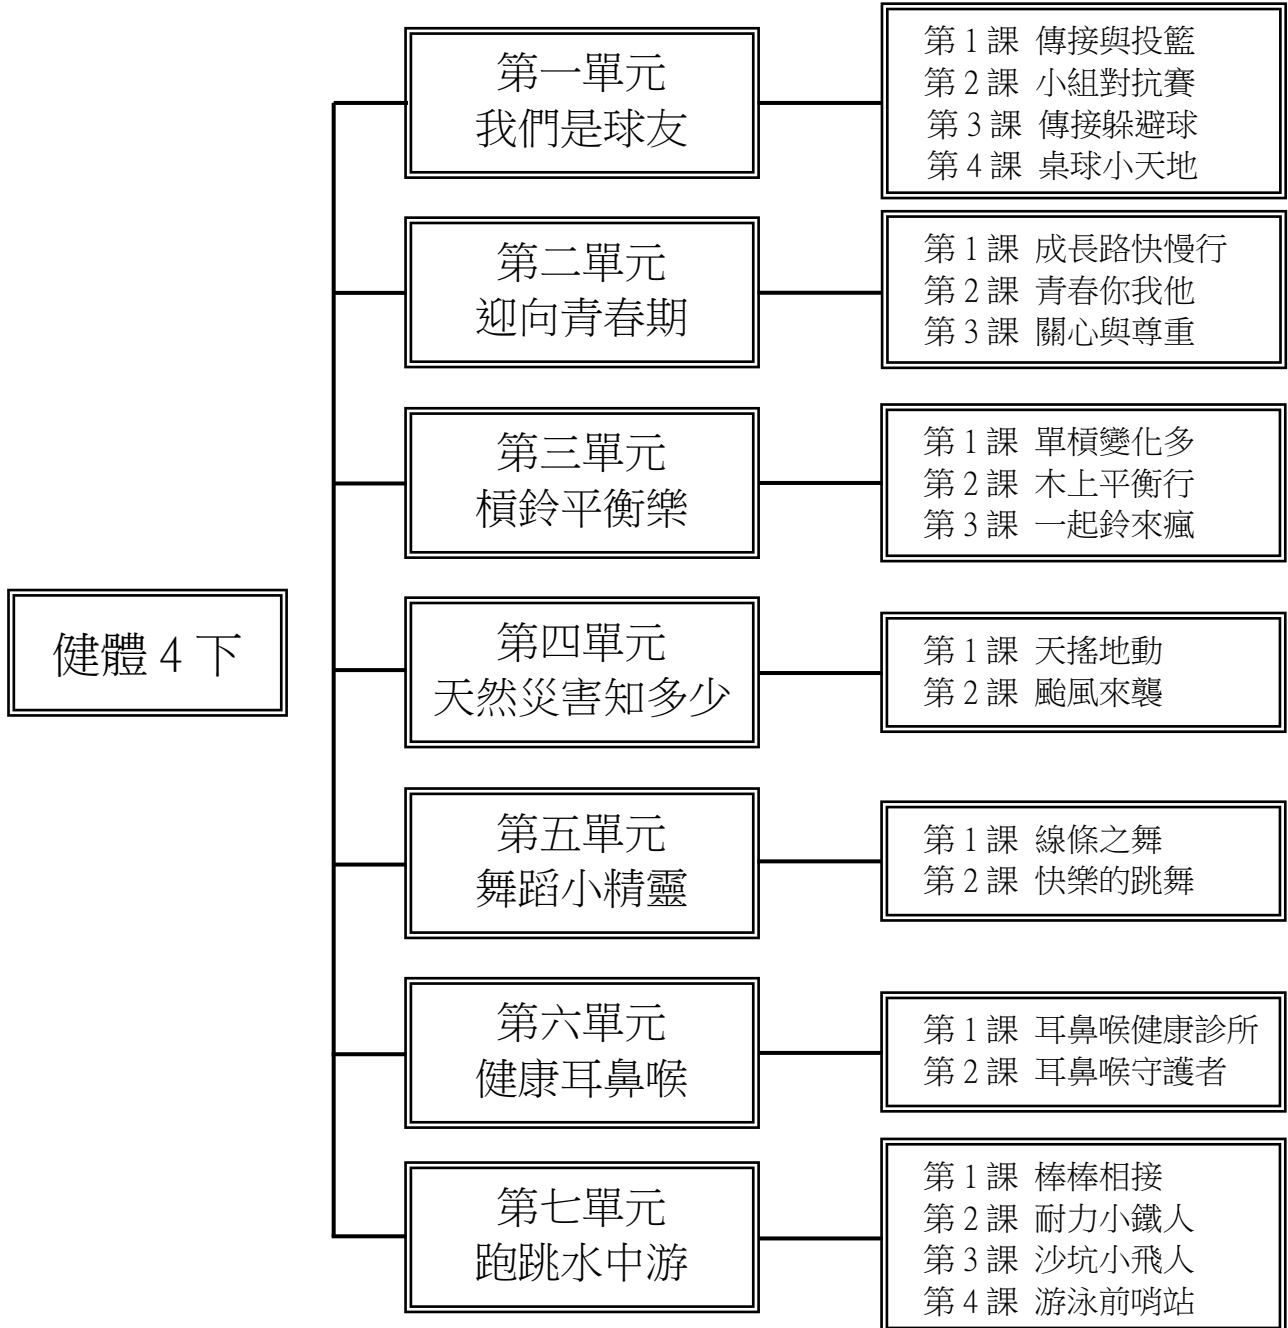 健體 4 下
第一單元
我們是球友
第 1 課 傳接與投籃
第 2 課 小組對抗賽
第 3 課 傳接躲避球
第 4 課 桌球小天地
第二單元
迎向青春期
第 1 課 成長路快慢行
第 2 課 青春你我他
第 3 課 關心與尊重
第三單元
槓鈴平衡樂
第 1 課 單槓變化多
第 2 課 木上平衡行
第 3 課 一起鈴來瘋
第四單元
天然災害知多少
第 1 課 天搖地動
第 2 課 颱風來襲
第五單元
舞蹈小精靈
第 1 課 線條之舞
第 2 課 快樂的跳舞
第六單元
健康耳鼻喉
第 1 課 耳鼻喉健康診所
第 2 課 耳鼻喉守護者
第七單元
跑跳水中游
第 1 課 棒棒相接
第 2 課 耐力小鐵人
第 3 課 沙坑小飛人
第 4 課 游泳前哨站